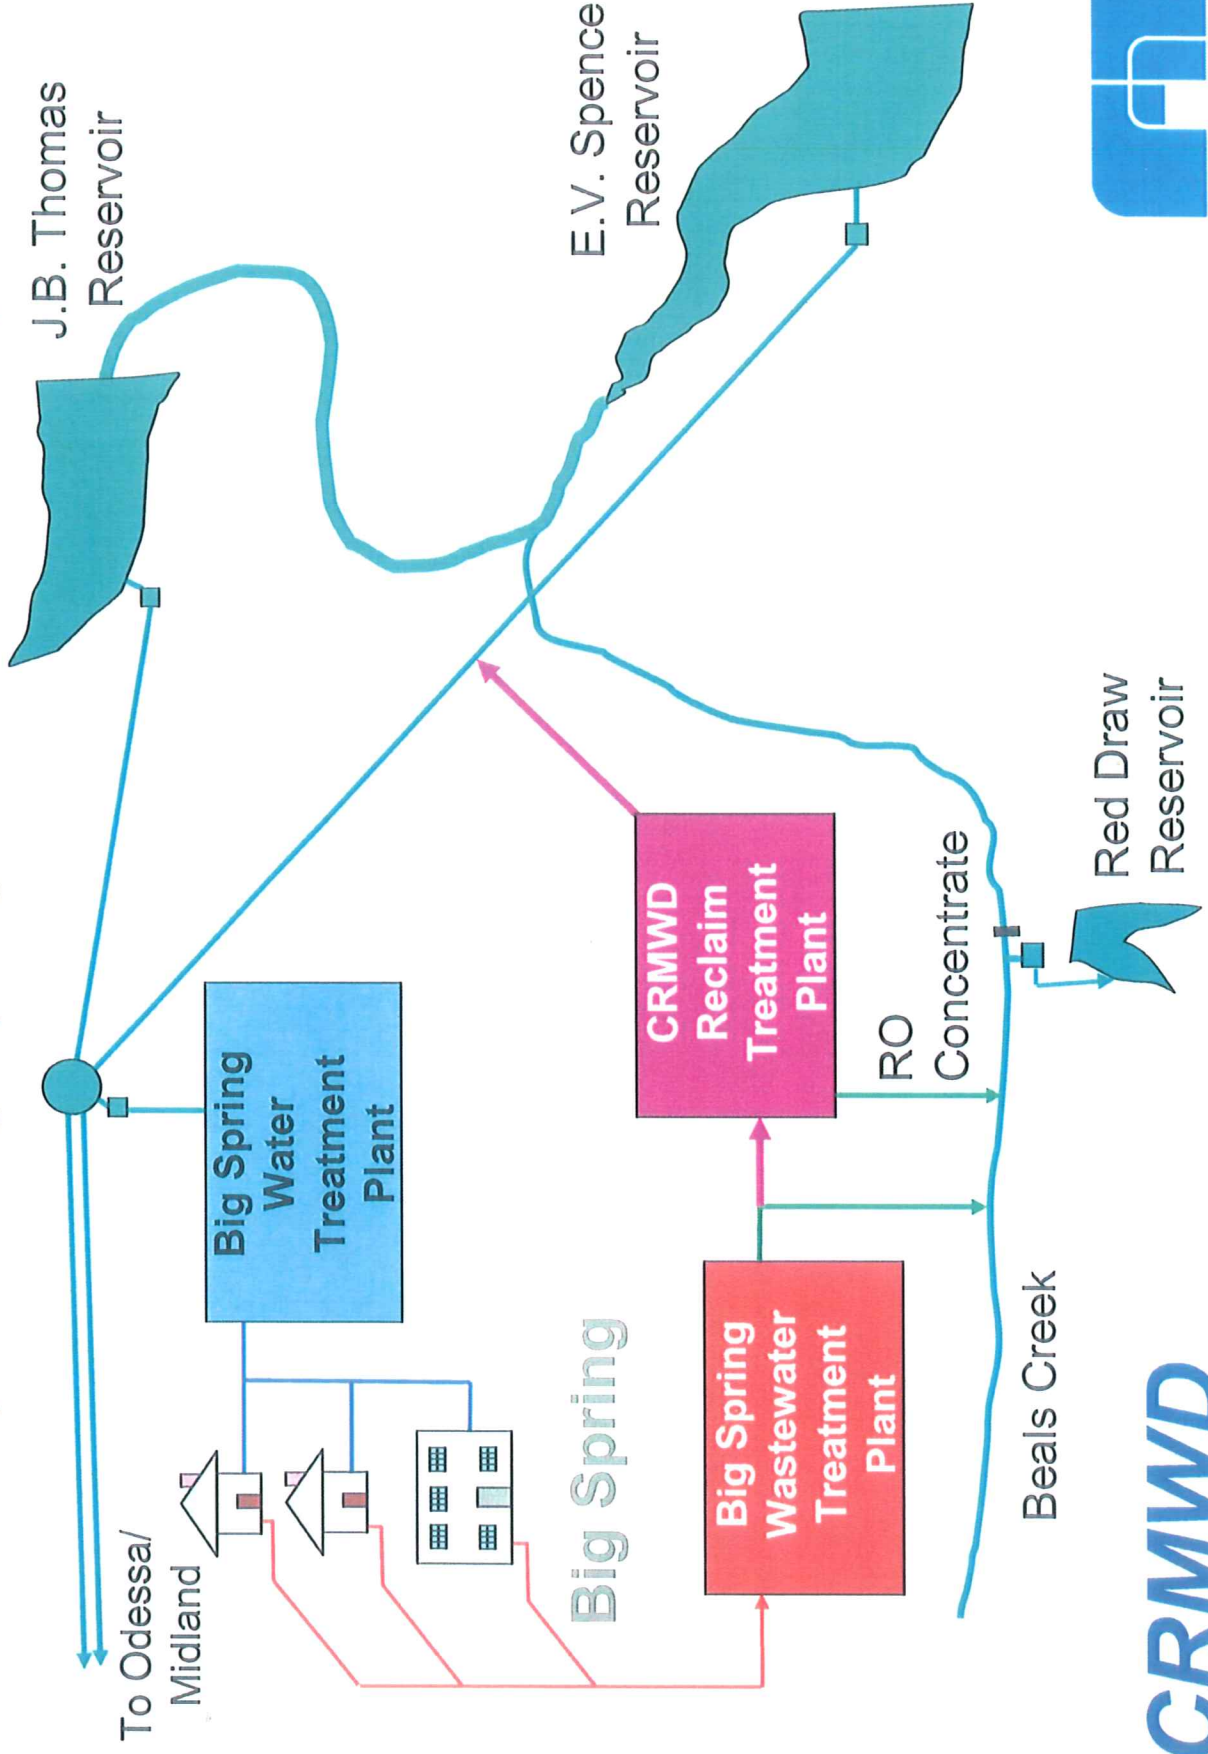 J.B. Thomas
Reservoir
To Odessa/
Midland
Big Spring
Water
Treatment
Plant
E.V. Spence
Reservoir
Big Spring
CRMWD
Reclaim
Treatment
Plant
Big Spring
Wastewater
Treatment
Plant
RO
Concentrate
Beals Creek
Red Draw
Reservoir
CRMWD